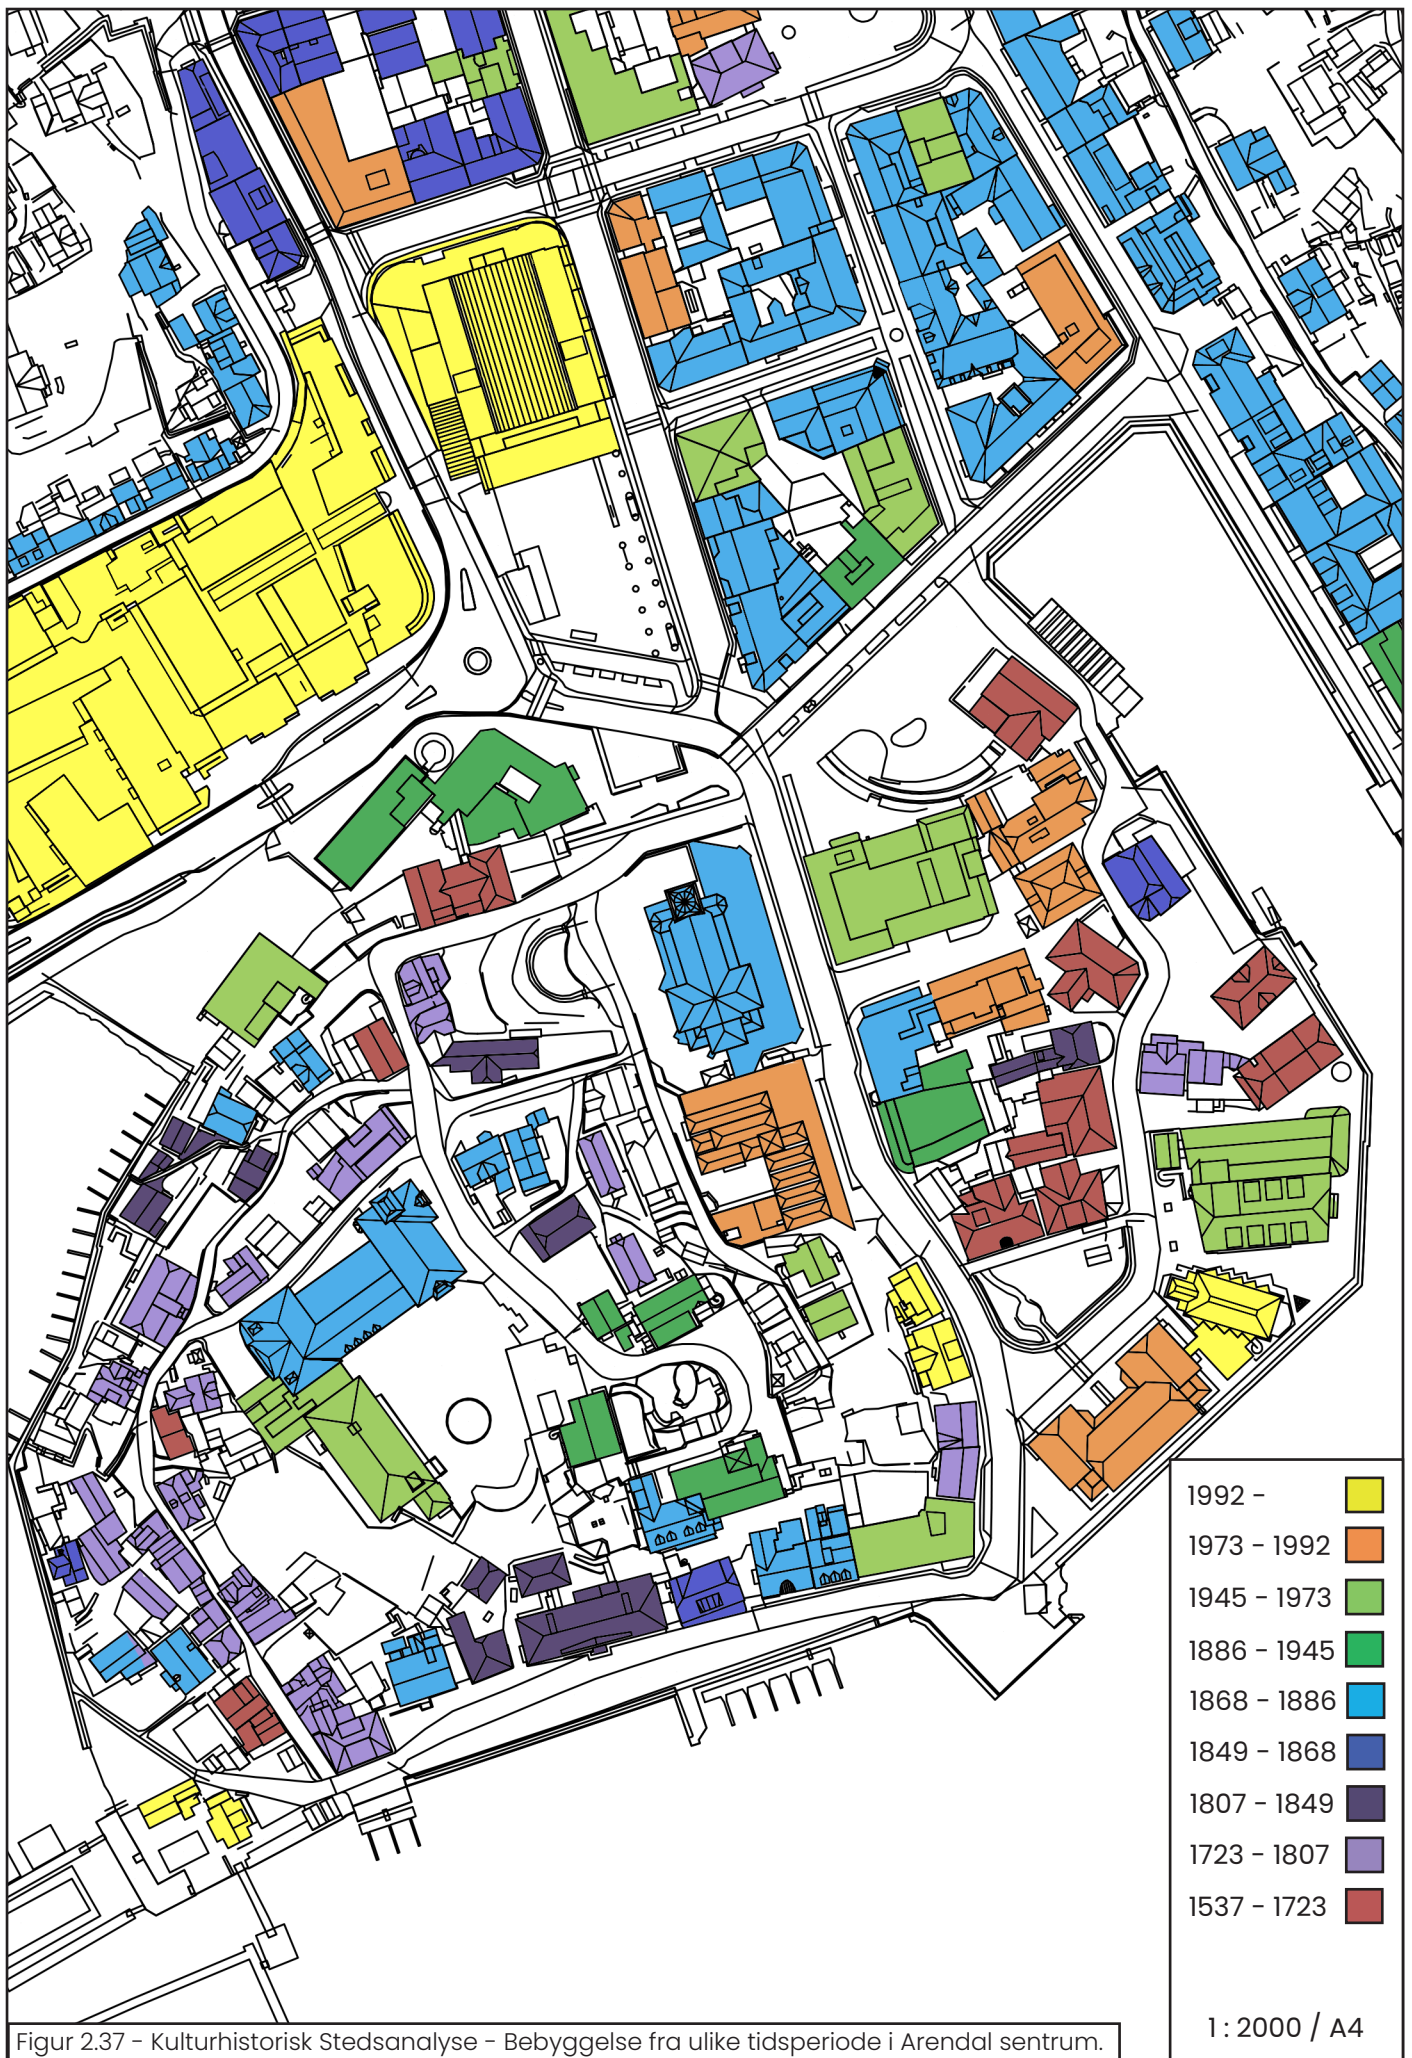 1992 -
1973 - 1992
1945 - 1973
1886 - 1945
1868 - 1886
1849 - 1868
1807 - 1849
1723 - 1807
1537 - 1723
1 : 2000 / A4
Figur 2.37 - Kulturhistorisk Stedsanalyse - Bebyggelse fra ulike tidsperiode i Arendal sentrum.